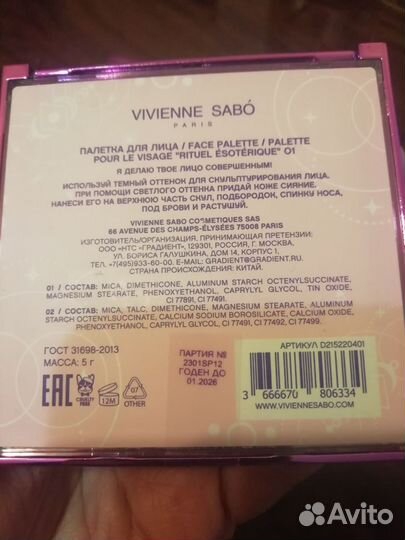 VIVIENNE SABÓ
PARIS
ПАЛЕТКА ДЛЯ ЛИЦА / FACE PALETTE / PALETTE
POUR LE VISAGE "RITUEL ÉSOTÉRIQUE" 01
Я ДЕЛАЮ ТВОЕ ЛИЦО СОВЕРШЕННЫМ!
ИСПОЛЬЗУЙ ТЕМНЫЙ ОТТЕНОК ДЛЯ СКУЛЬПТУРИРОВАНИЯ ЛИЦА.
ПРИ ПОМОЩИ СВЕТЛОГО ОТТЕНКА ПРИДАЙ КОЖЕ СИЯНИЕ.
НАНЕСИ ЕГО НА ВЕРХНЮЮ ЧАСТЬ СКУЛ, ПОДБОРОДОК, СПИНКУ НОСА,
ПОД БРОВИ И РАСТУШУЙ.
VIVIENNE SABO COSMETIQUES SAS
66 AVENUE DES CHAMPS-ÉLYSÉES 75008 PARIS
ИЗГОТОВИТЕЛЬ/ОРГАНИЗАЦИЯ, ПРИНИМАЮЩАЯ ПРЕТЕНЗИИ:
ООО «НТС «ГРАДИЕНТ», 129301, РОССИЯ, Г. МОСКВА,
УЛ. БОРИСА ГАЛУШКИНА, ДОМ 14, КОРПУС 1,
ТЕЛ. +7(495)933-60-00. E-MAIL: GRADIENT@GRADIENT.RU.
СТРАНА ПРОИСХОЖДЕНИЯ: КИТАЙ.
01 / СОСТАВ: MICA, DIMETHICONE, ALUMINUM STARCH OCTENYLSUCCINATE,
MAGNESIUM STEARATE, PHENOXYETHANOL, CAPRYLYL GLYCOL, TIN OXIDE,
CI 77891, CI 77491.
02 / СОСТАВ: MICA, TALC, DIMETHICONE, MAGNESIUM STEARATE, ALUMINUM
STARCH OCTENYLSUCCINATE, CALCIUM SODIUM BOROSILICATE, CAPRYLYL GLYCOL,
PHENOXYETHANOL, CI 77491, CI 77492, CI 77499.
ГОСТ 31698-2013
МАССА: 5 г
ПАРТИЯ №
2301SP12
ГОДЕН ДО
01.2026
АРТИКУЛ D215220401
EAC
CRUELTY FREE
12M
07
OTHER
3 666670 806334
WWW.VIVIENNESABO.COM
Avito